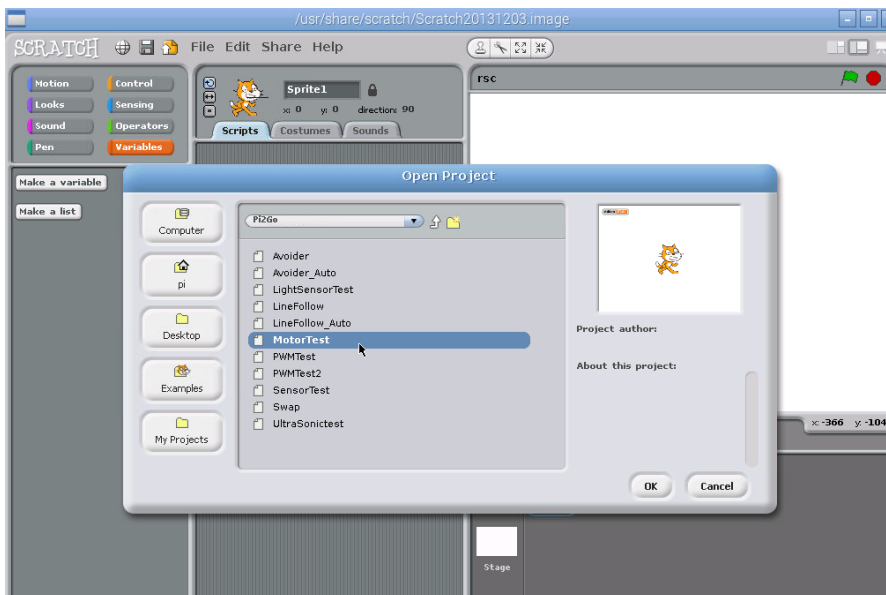 /usr/share/scratch/Scratch20131203.image
SCRATCH File Edit Share Help
Motion Control
Looks Sensing
Sound Operators
Pen Variables
Sprite1
x: 0 y: 0 direction: 90
Scripts Costumes Sounds
rsc
Make a variable
Make a list
Open Project
Computer
pi
Desktop
Examples
My Projects
Pi2Go
Avoider
Avoider_Auto
LightSensorTest
LineFollow
LineFollow_Auto
MotorTest
PWMTest
PWMTest2
SensorTest
Swap
UltraSonictest
Project author:
About this project:
OK Cancel
x: -366 y: -104
Stage